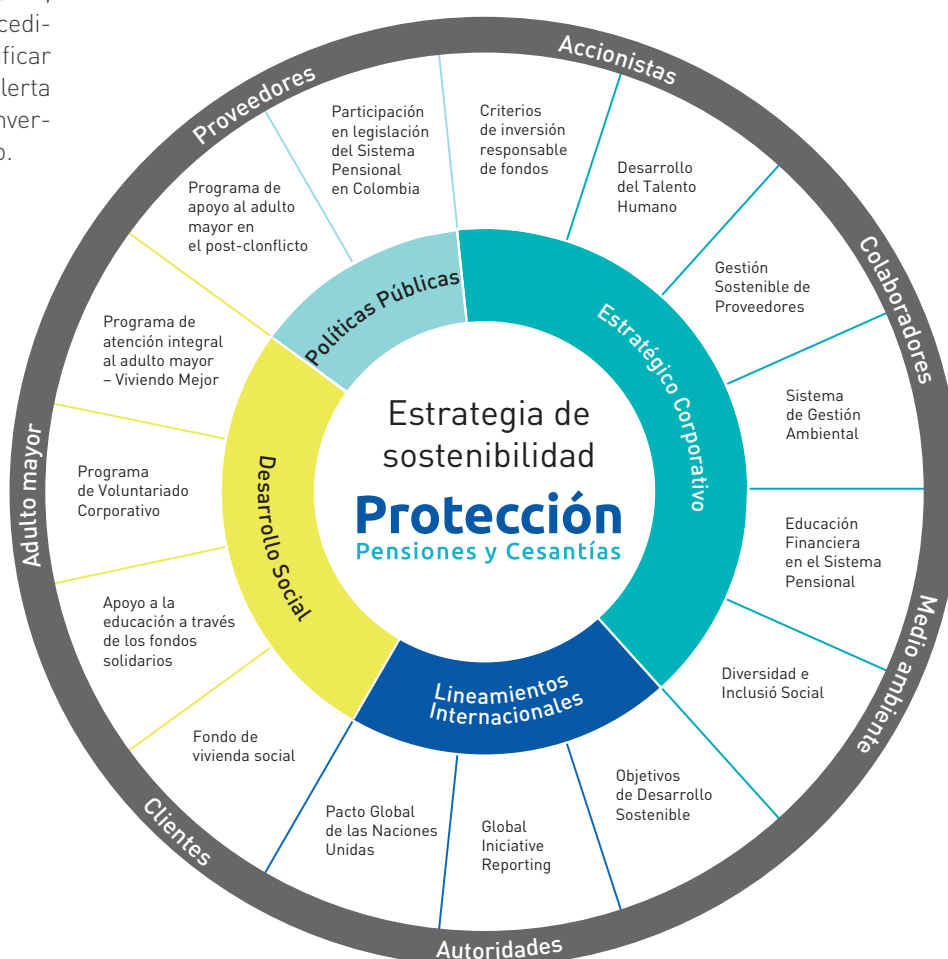 cedi-
ificar
lerta
nver-
o.
Accionistas
Colaboradores
Medio ambiente
Autoridades
Clientes
Adulto mayor
Proveedores
Criterios
de inversión
responsable
de fondos
Desarrollo
del Talento
Humano
Gestión
Sostenible de
Proveedores
Sistema
de Gestión
Ambiental
Educación
Financiera
en el Sistema
Pensional
Diversidad e
Inclusió Social
Objetivos
de Desarrollo
Sostenible
Global
Iniciative
Reporting
Pacto Global
de las Naciones
Unidas
Fondo de
vivienda social
Apoyo a la
educación a través
de los fondos
solidarios
Programa
de Voluntariado
Corporativo
Programa de
atención integral
al adulto mayor
– Viviendo Mejor
Programa de
apoyo al adulto
mayor en
el post-clonflicto
Participación
en legislación
del Sistema
Pensional
en Colombia
Políticas Públicas
Estratégico Corporativo
Lineamientos
Internacionales
Desarrollo Social
Estrategia de
sostenibilidad
Protección
Pensiones y Cesantías